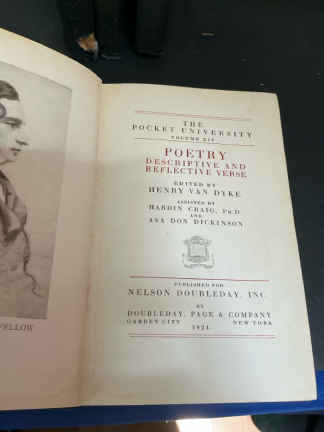 THE
POCKET UNIVERSITY
VOLUME XIV
POETRY
DESCRIPTIVE AND
REFLECTIVE VERSE
EDITED BY
HENRY VAN DYKE
ASSISTED BY
HARDIN CRAIG, Ph.D.
AND
ASA DON DICKINSON
PUBLISHED FOR
NELSON DOUBLEDAY, INC.
BY
DOUBLEDAY, PAGE & COMPANY
GARDEN CITY NEW YORK
FELLOW